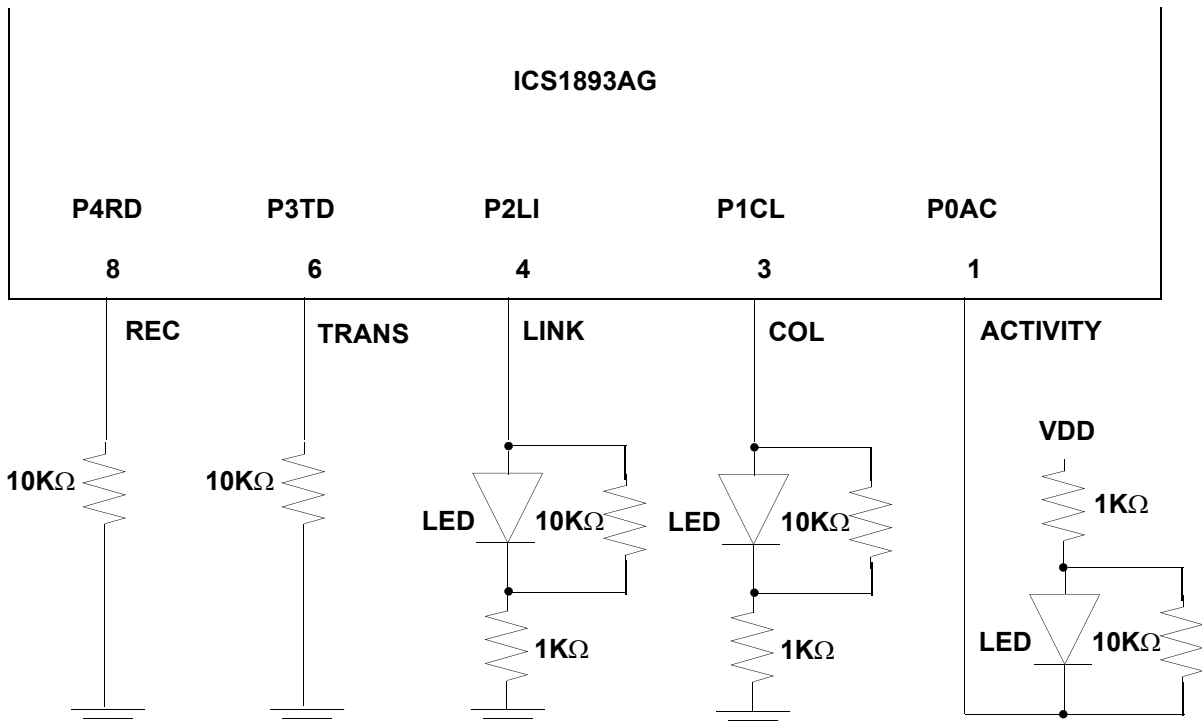 ICS1893AG
P4RD P3TD P2LI P1CL P0AC
8 6 4 3 1
REC TRANS LINK COL ACTIVITY
VDD
10KΩ 10KΩ LED 10KΩ LED 10KΩ 1KΩ
1KΩ 1KΩ LED 10KΩ